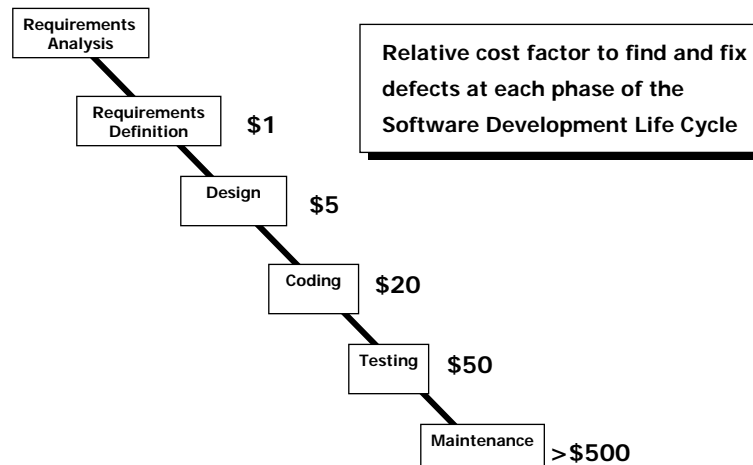 Requirements
Analysis
Relative cost factor to find and fix
defects at each phase of the
Software Development Life Cycle
Requirements
Definition
$1
Design
$5
Coding
$20
Testing
$50
Maintenance
>$500